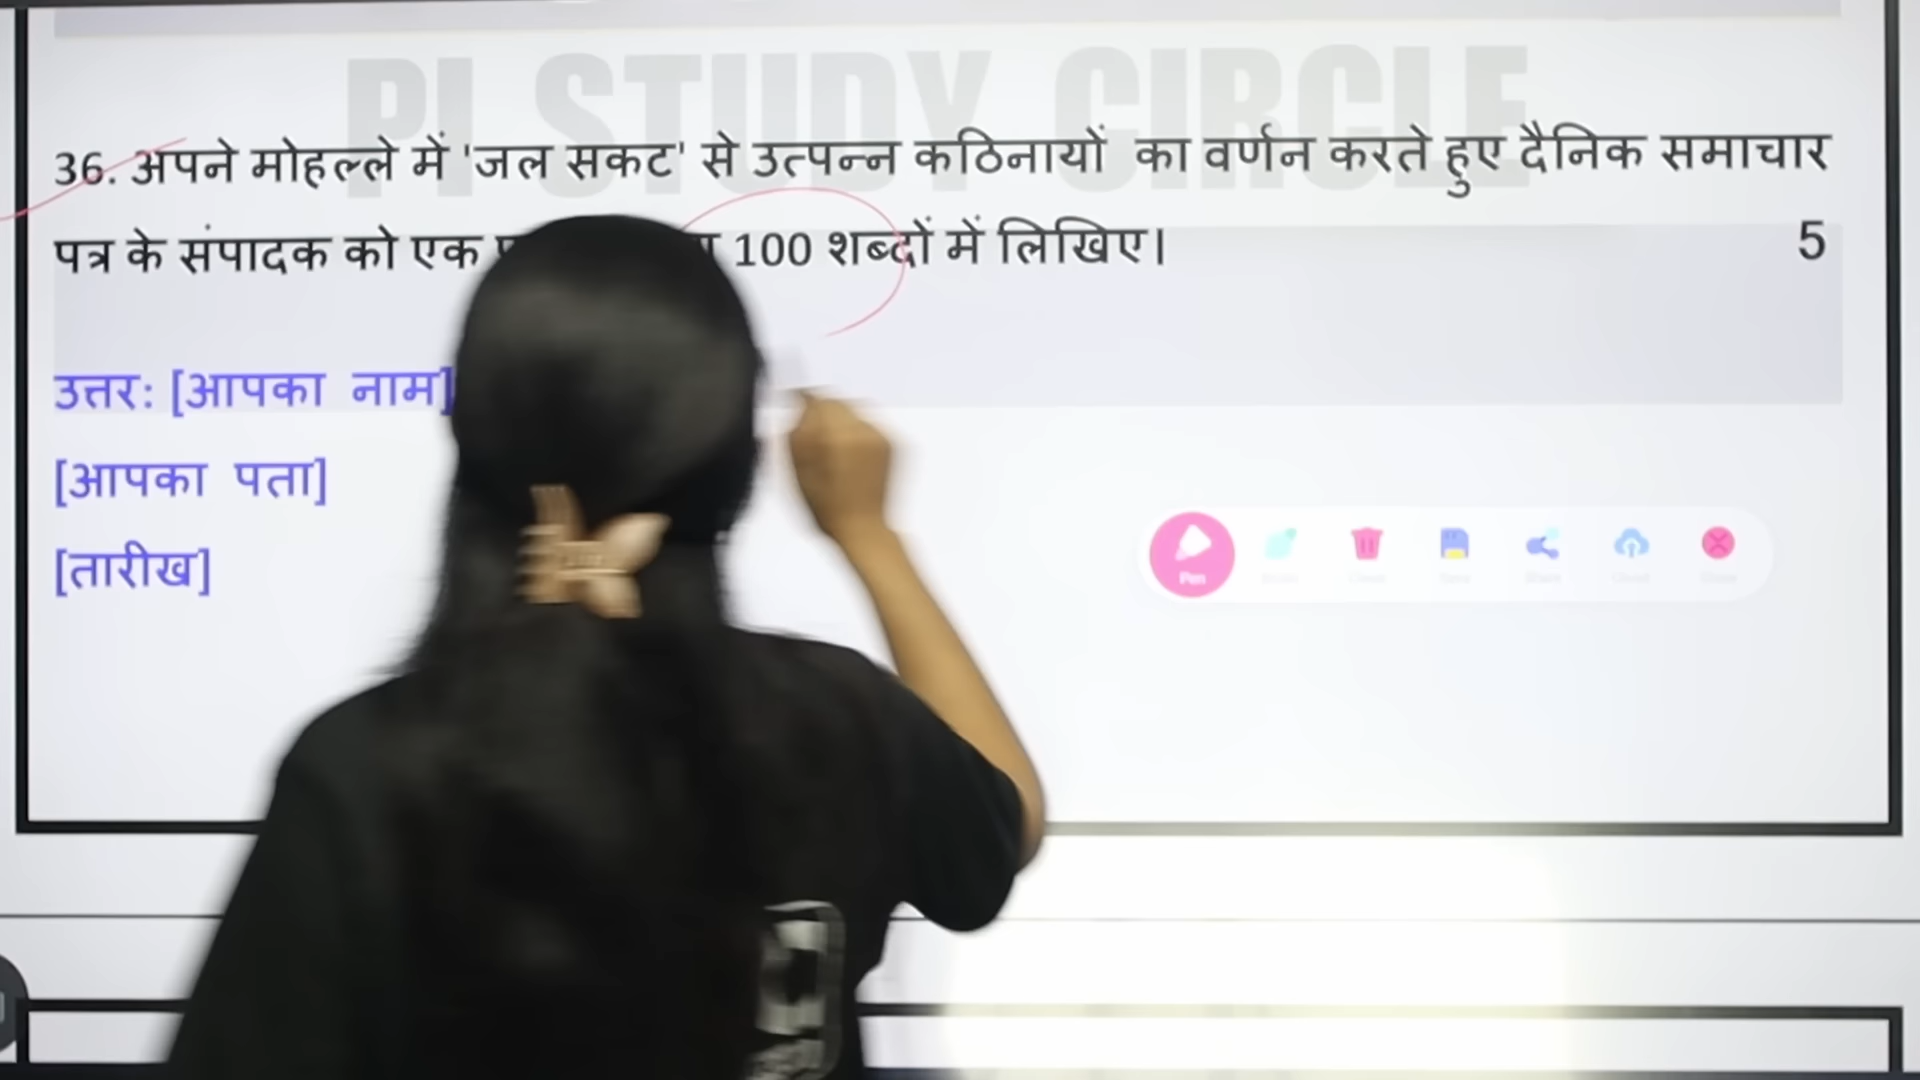 PI STUDY CIRCLE
36. अपने मोहल्ले में 'जल सकट' से उत्पन्न कठिनायों का वर्णन करते हुए दैनिक समाचार
पत्र के संपादक को एक 100 शब्दों में लिखिए। 5
उत्तर: [आपका नाम]
[आपका पता]
[तारीख]
Pen